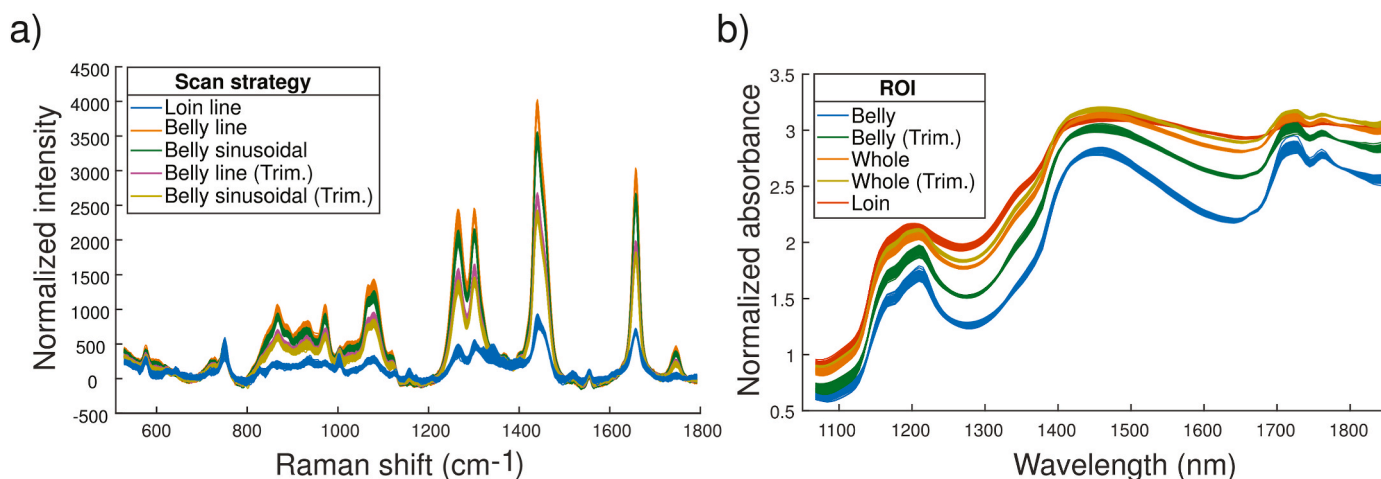 a)
Normalized intensity
4500
4000
3500
3000
2500
2000
1500
1000
500
0
-500
Scan strategy
Loin line
Belly line
Belly sinusoidal
Belly line (Trim.)
Belly sinusoidal (Trim.)
600 800 1000 1200 1400 1600 1800
Raman shift (cm-1)
b)
Normalized absorbance
3.5
3
2.5
2
1.5
1
0.5
ROI
Belly
Belly (Trim.)
Whole
Whole (Trim.)
Loin
1100 1200 1300 1400 1500 1600 1700 1800
Wavelength (nm)